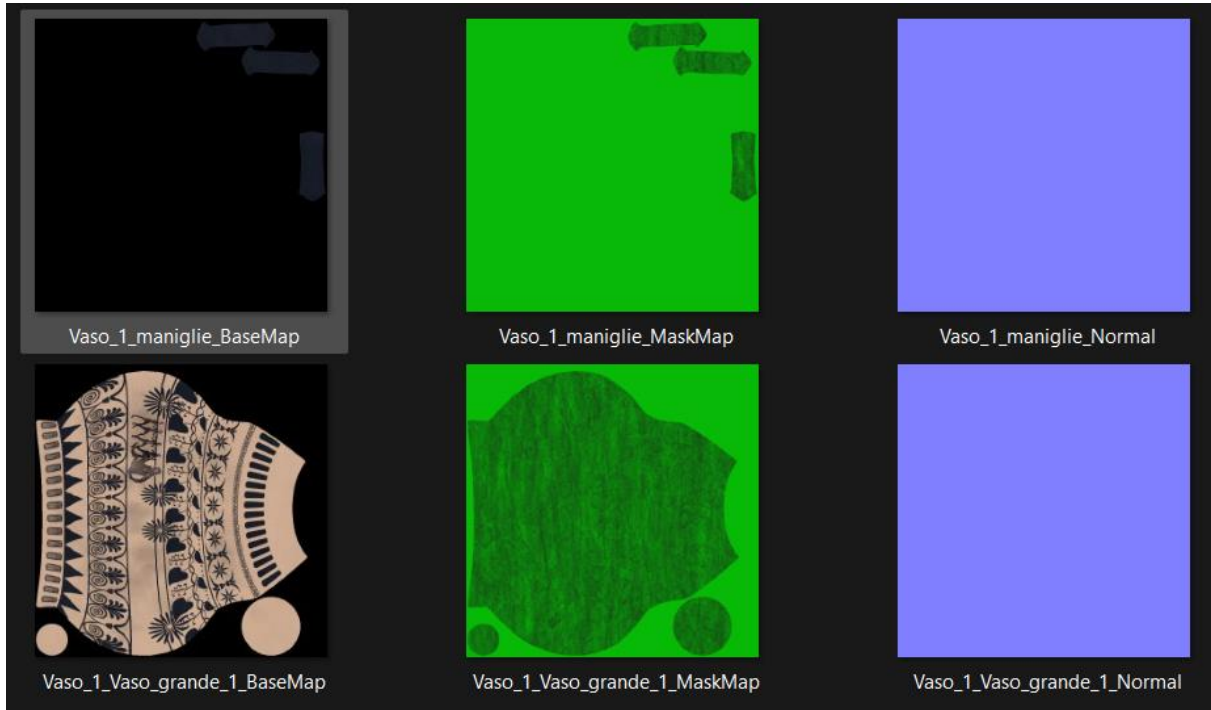 Vaso_1_maniglie_BaseMap
Vaso_1_maniglie_MaskMap
Vaso_1_maniglie_Normal
Vaso_1_Vaso_grande_1_BaseMap
Vaso_1_Vaso_grande_1_MaskMap
Vaso_1_Vaso_grande_1_Normal